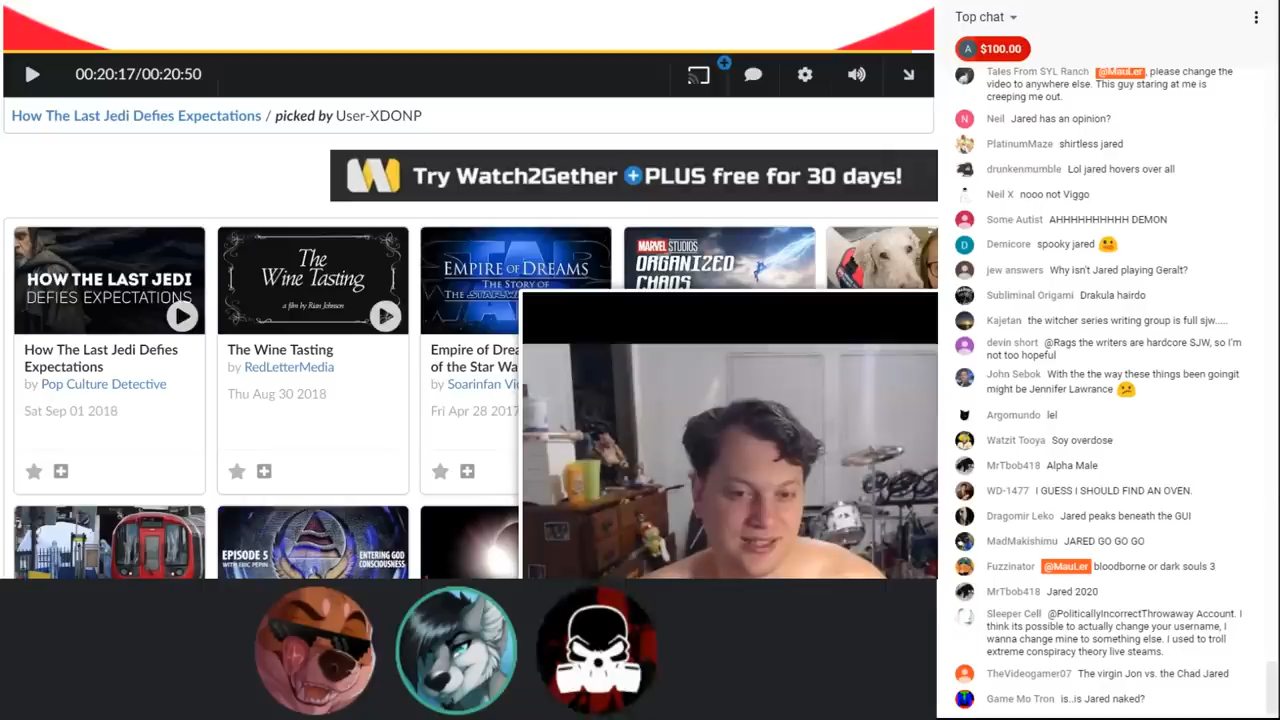 00:20:17/00:20:50
How The Last Jedi Defies Expectations / picked by User-XDONP
Try Watch2Gether PLUS free for 30 days!
HOW THE LAST JEDI
DEFIES EXPECTATIONS
How The Last Jedi Defies
Expectations
by Pop Culture Detective
Sat Sep 01 2018
The
Wine Tasting
a film by Rian Johnson
The Wine Tasting
by RedLetterMedia
Thu Aug 30 2018
EMPIRE OF DREAMS
THE STORY OF
THE STAR WA
Empire of Drea
of the Star Wa
by Soarinfan Vi
Fri Apr 28 2017
MARVEL STUDIOS
ORGANIZED
CHAOS
EPISODE 5
WITH ERIC PEPIN
ENTERING GOD
CONSCIOUSNESS
Top chat
A $100.00
Tales From SYL Ranch @MauLer, please change the
video to anywhere else. This guy staring at me is
creeping me out.
N Neil Jared has an opinion?
PlatinumMaze shirtless jared
drunkenmumble Lol jared hovers over all
Neil X nooo not Viggo
Some Autist AHHHHHHHHHH DEMON
D Demicore spooky jared
jew answers Why isn't Jared playing Geralt?
Subliminal Origami Drakula hairdo
Kajetan the witcher series writing group is full sjw.....
devin short @Rags the writers are hardcore SJW, so I'm
not too hopeful
John Sebok With the the way these things been goingit
might be Jennifer Lawrance
Argomundo lel
Watzit Tooya Soy overdose
MrTbob418 Alpha Male
WD-1477 I GUESS I SHOULD FIND AN OVEN.
Dragomir Leko Jared peaks beneath the GUI
MadMakishimu JARED GO GO GO
Fuzzinator @MauLer bloodborne or dark souls 3
MrTbob418 Jared 2020
Sleeper Cell @PoliticallyIncorrectThrowaway Account. I
think its possible to actually change your username, I
wanna change mine to something else. I used to troll
extreme conspiracy theory live steams.
TheVideogamer07 The virgin Jon vs. the Chad Jared
Game Mo Tron is..is Jared naked?